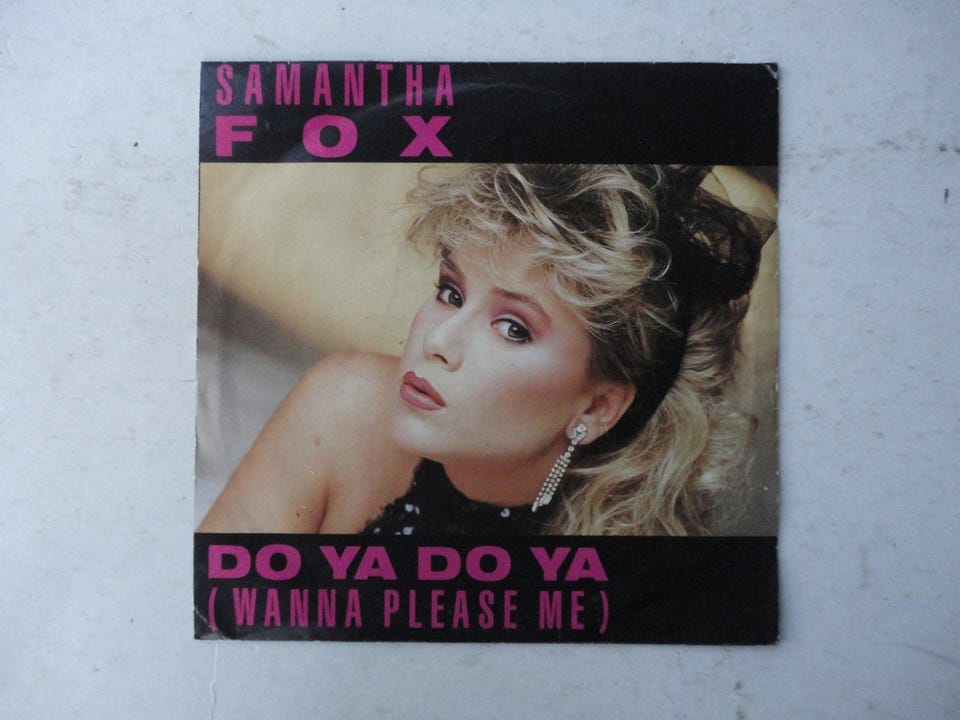 SAMANTHA
FOX
DO YA DO YA
(WANNA PLEASE ME)